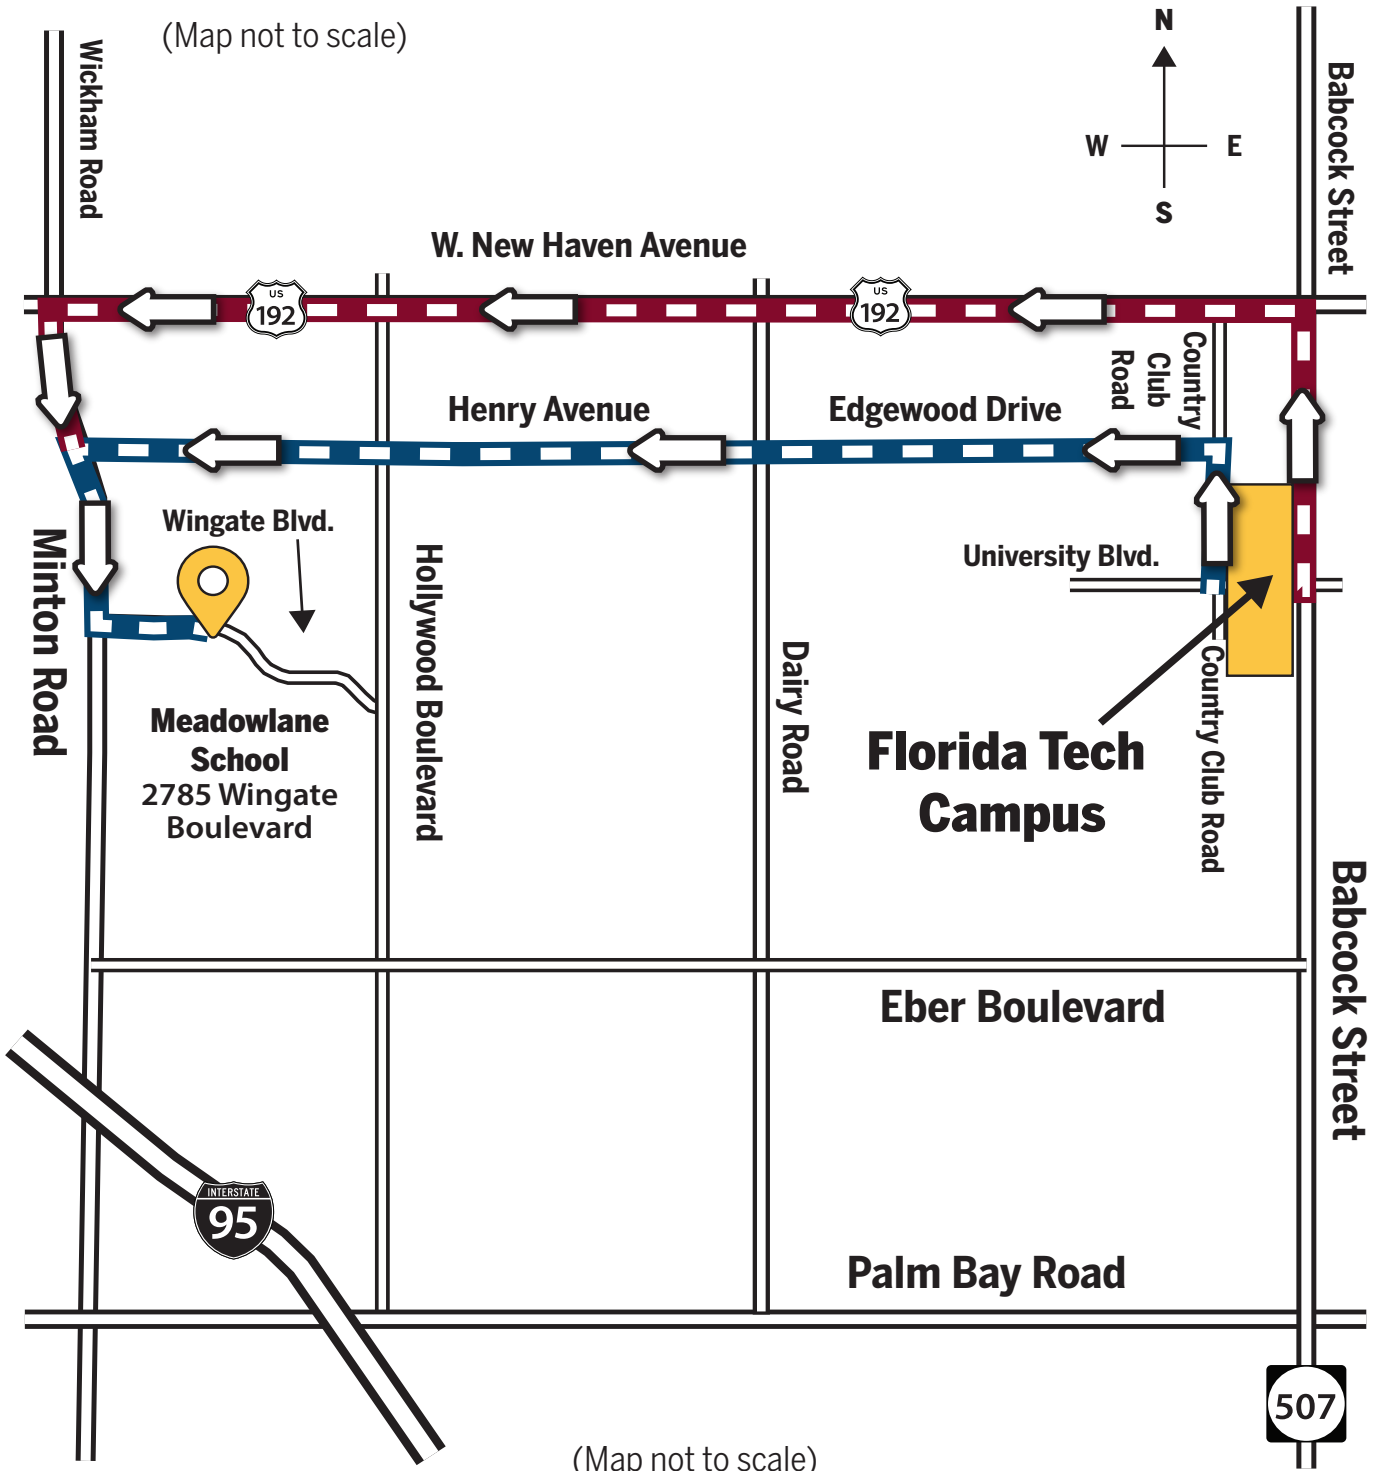 (Map not to scale)
N
W
E
S
Wickham Road
Babcock Street
W. New Haven Avenue
US
192
US
192
Country
Club
Road
Henry Avenue
Edgewood Drive
Wingate Blvd.
University Blvd.
Minton Road
Hollywood Boulevard
Dairy Road
Country Club Road
Meadowlane
School
2785 Wingate
Boulevard
Florida Tech
Campus
Babcock Street
Eber Boulevard
INTERSTATE
95
Palm Bay Road
507
(Map not to scale)